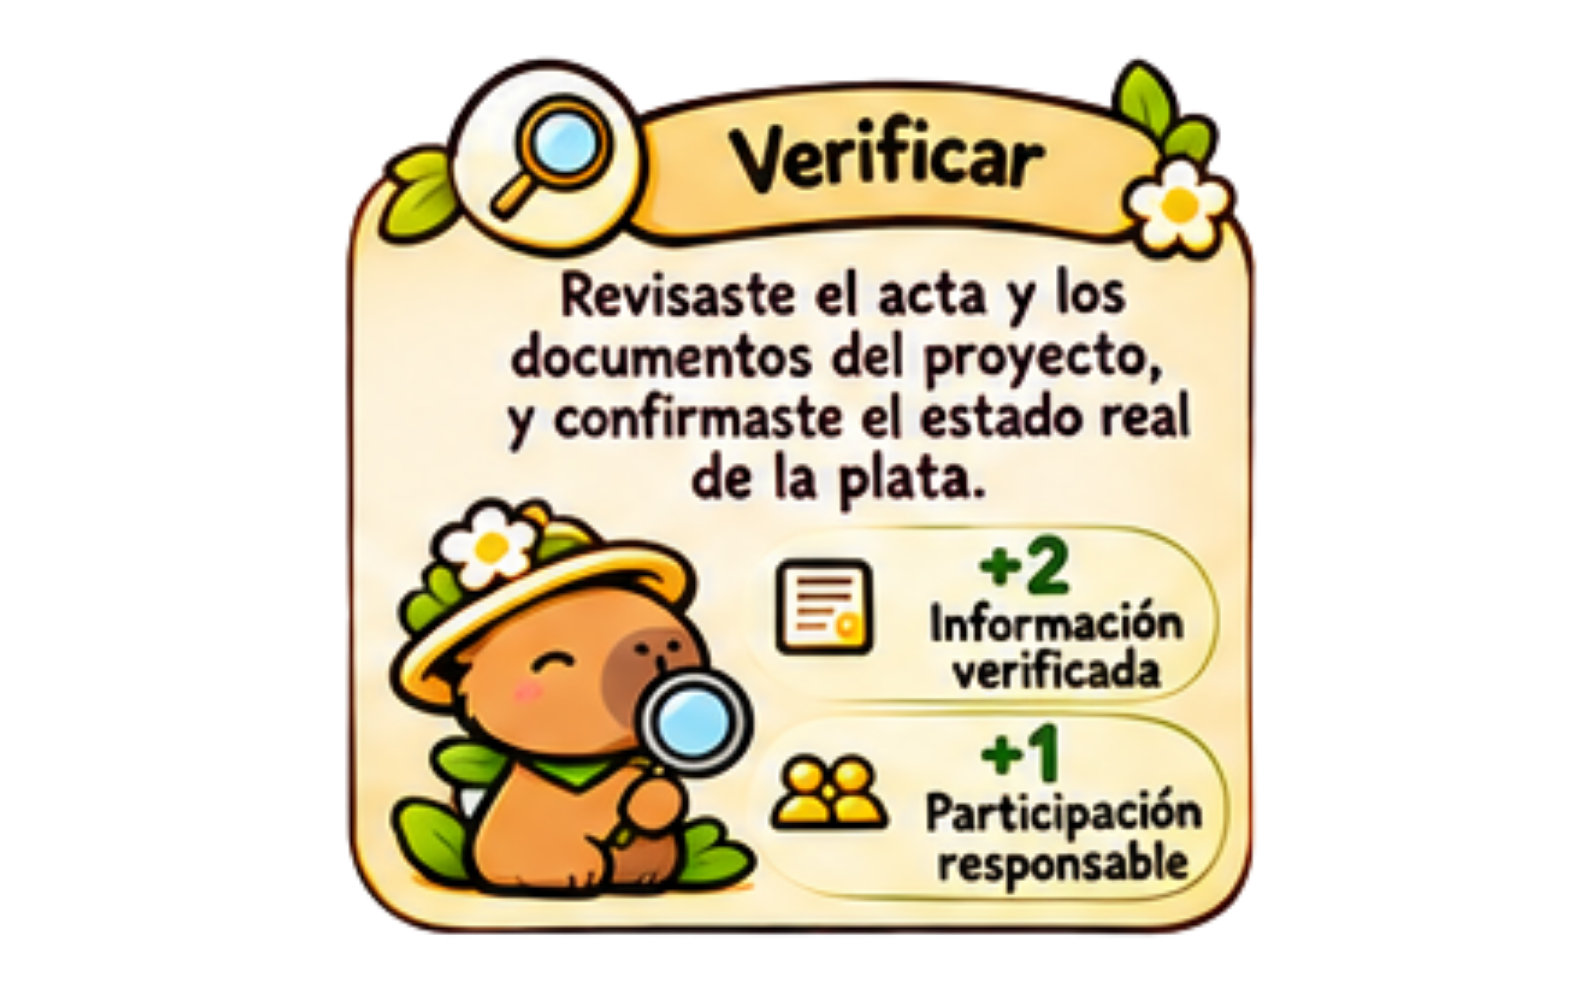 Verificar
Revisaste el acta y los
documentos del proyecto,
y confirmaste el estado real
de la plata.
+2
Información
verificada
+1
Participación
responsable